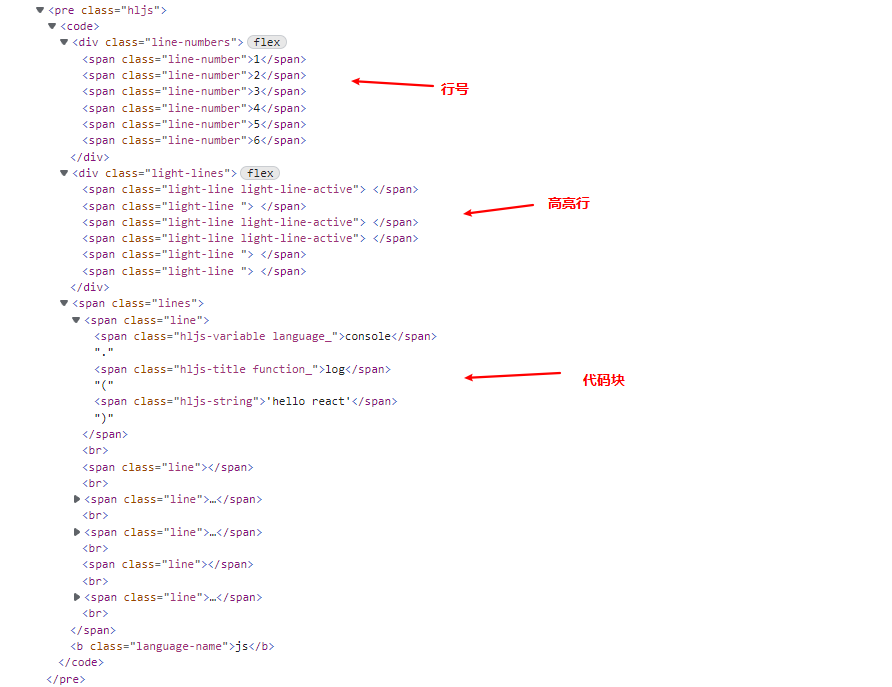 ▼<pre class="hljs">
▼<code>
▼<div class="line-numbers"> flex
<span class="line-number">1</span>
<span class="line-number">2</span>
<span class="line-number">3</span>
<span class="line-number">4</span>
<span class="line-number">5</span>
<span class="line-number">6</span>
行号
</div>
▼<div class="light-lines"> flex
<span class="light-line light-line-active"> </span>
<span class="light-line "> </span>
<span class="light-line light-line-active"> </span>
<span class="light-line light-line-active"> </span>
<span class="light-line "> </span>
<span class="light-line "> </span>
高亮行
</div>
▼<span class="lines">
▼<span class="line">
<span class="hljs-variable language_">console</span>
"."
<span class="hljs-title function_">log</span>
"("
<span class="hljs-string">'hello react'</span>
")"
代码块
</span>
<br>
<span class="line"></span>
<br>
▶<span class="line">…</span>
<br>
▶<span class="line">…</span>
<br>
<span class="line"></span>
<br>
▶<span class="line">…</span>
<br>
</span>
<b class="language-name">js</b>
</code>
</pre>